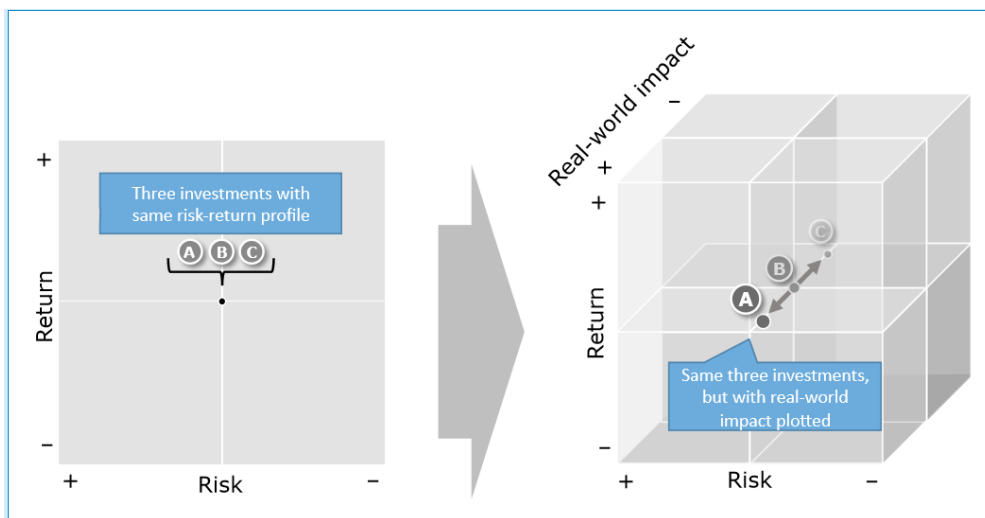 +
Return
–
+
Risk
–
Three investments with
same risk-return profile
A B C
Real-world impact
–
+
+
Return
–
+
Risk
–
C
B
A
Same three investments,
but with real-world
impact plotted